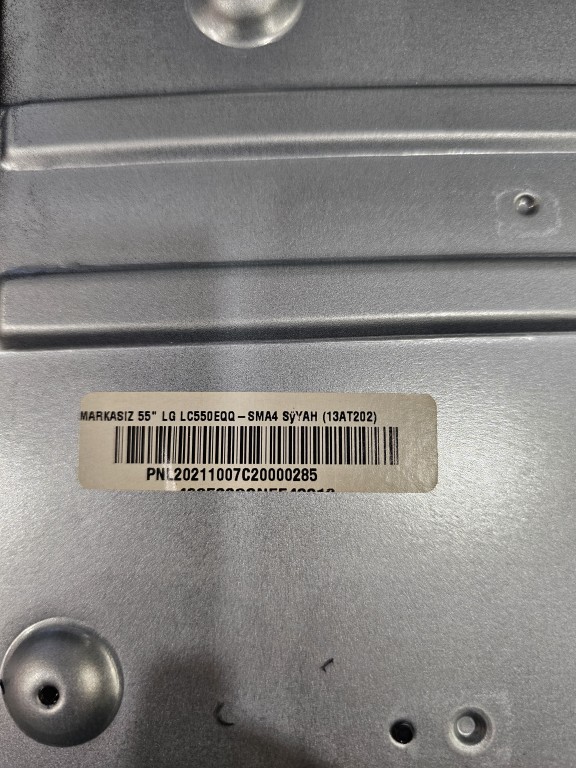 MARKASIZ 55" LG LC550EQQ-SMA4 SÿYAH (13AT202)
PNL20211007C20000285